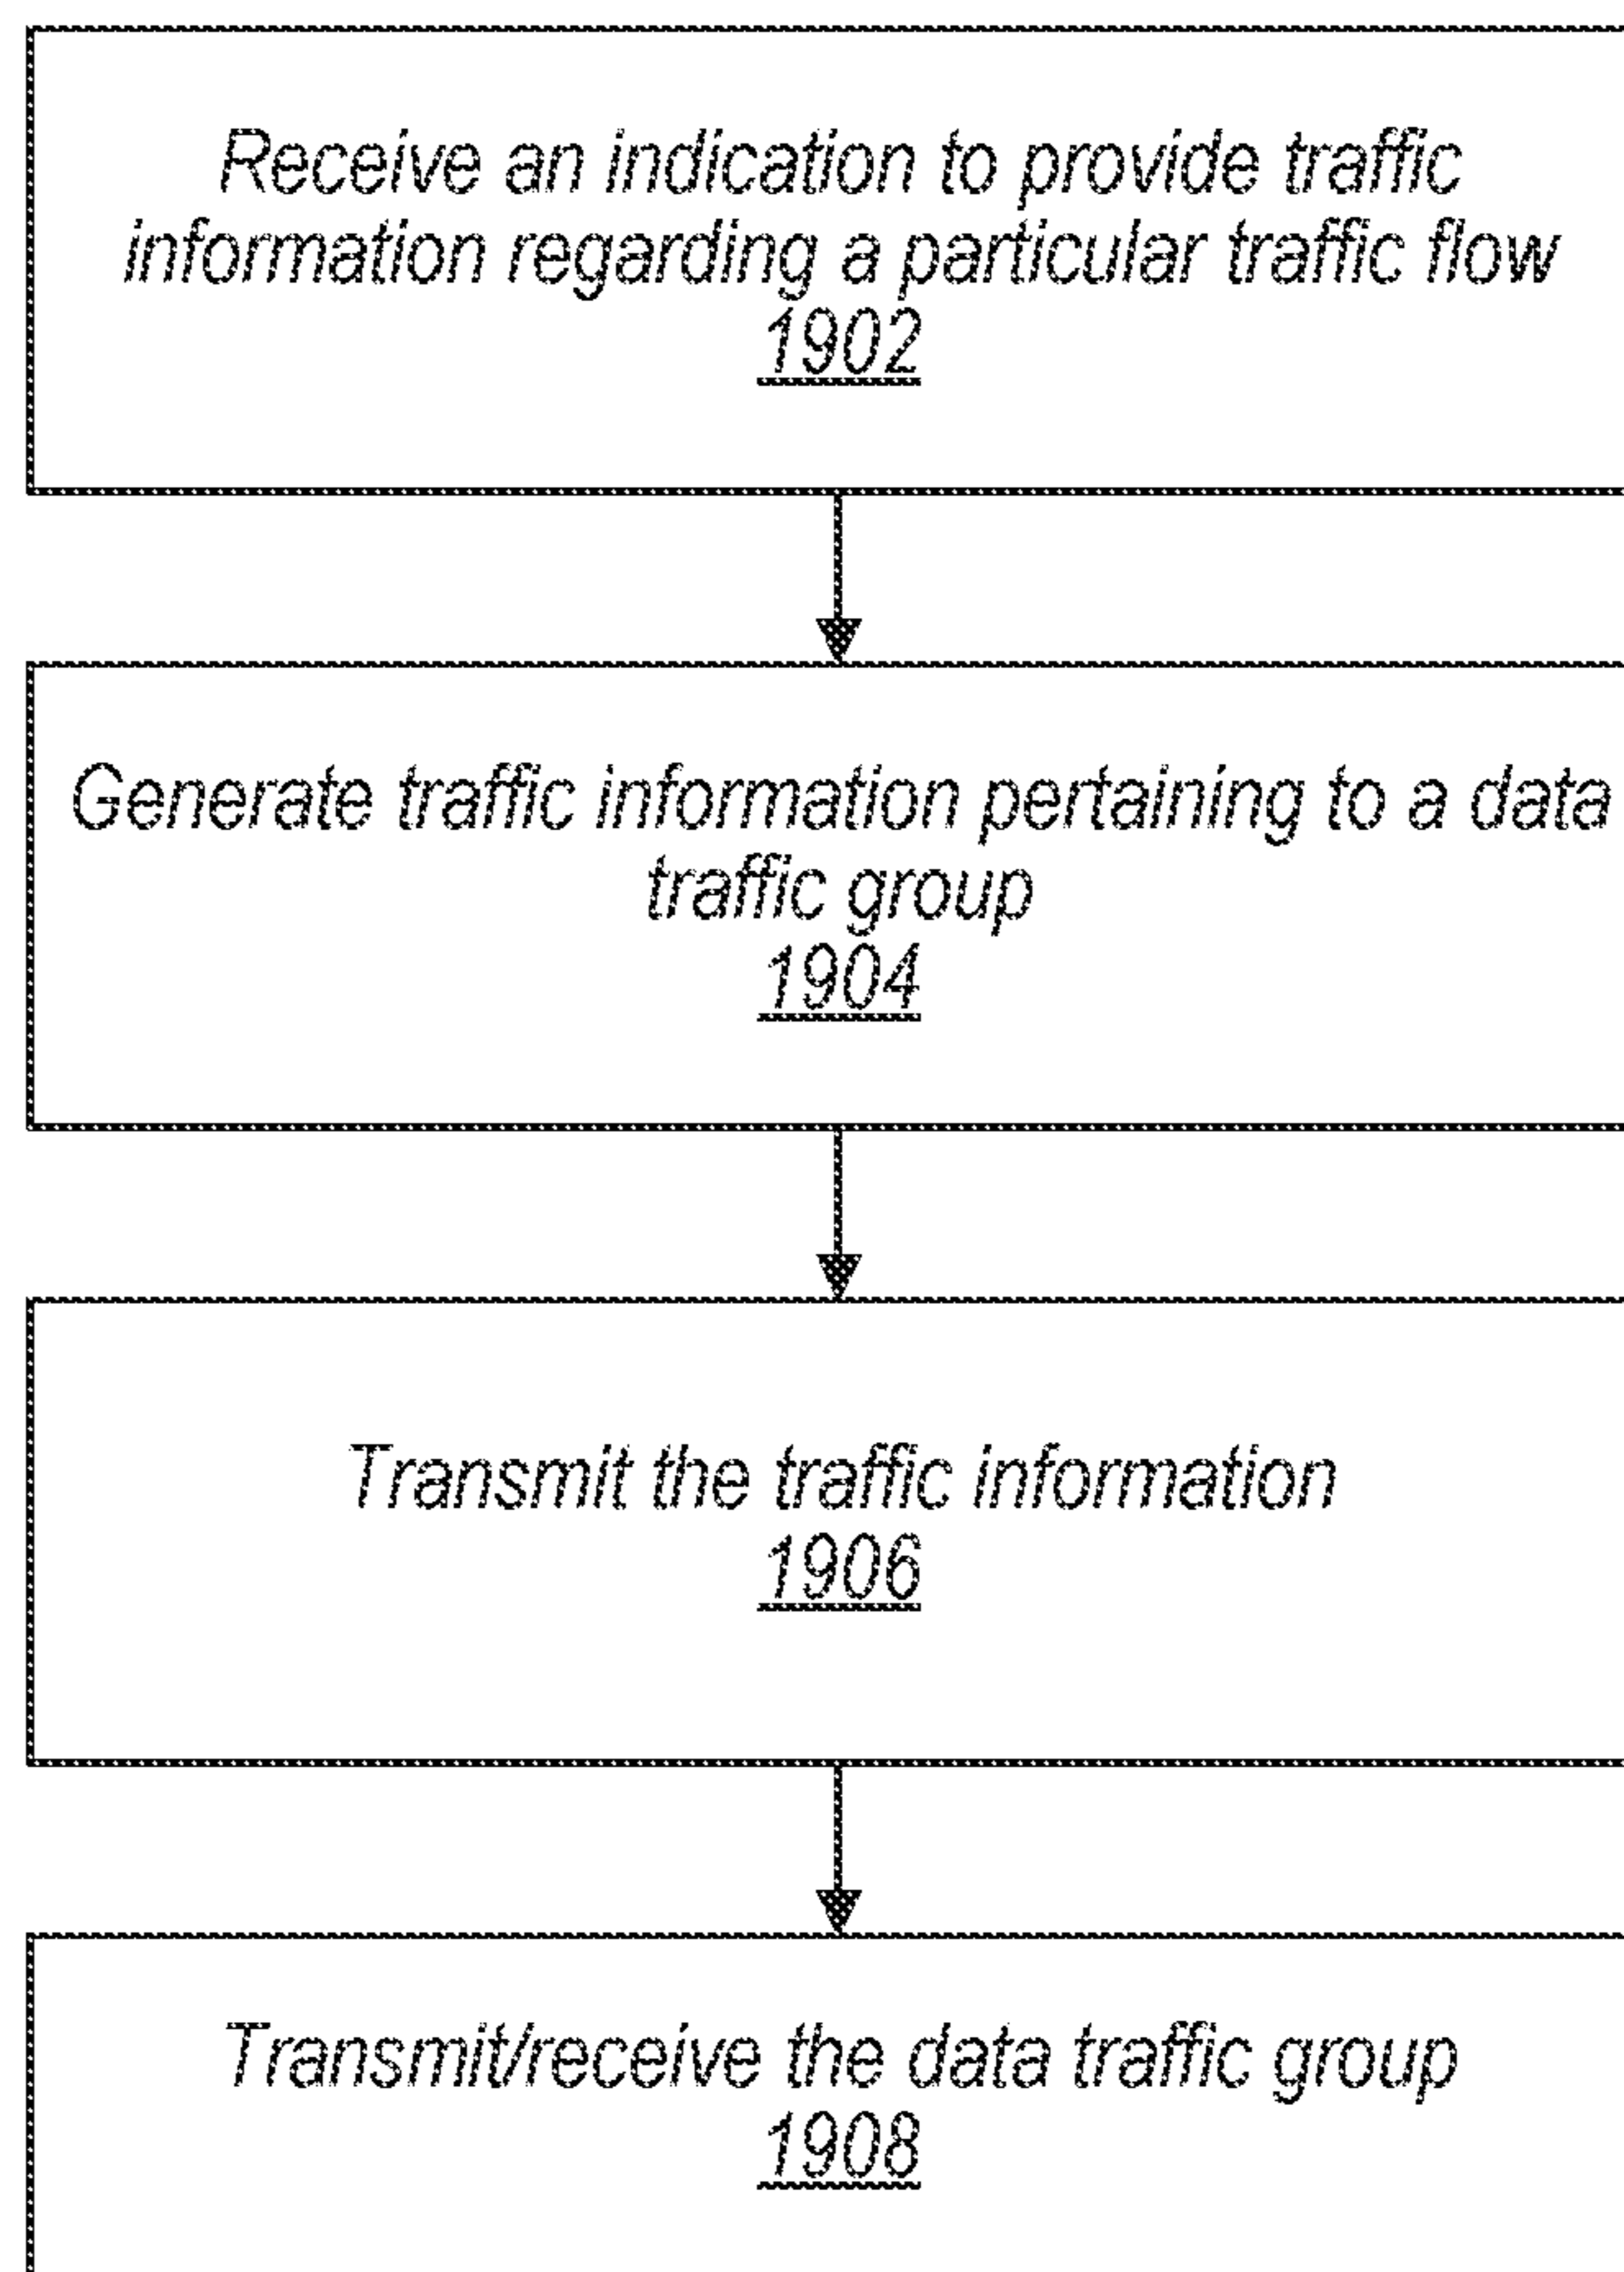 Receive an indication to provide traffic
information regarding a particular traffic flow
1902
Generate traffic information pertaining to a data
traffic group
1904
Transmit the traffic information
1906
Transmit/receive the data traffic group
1908